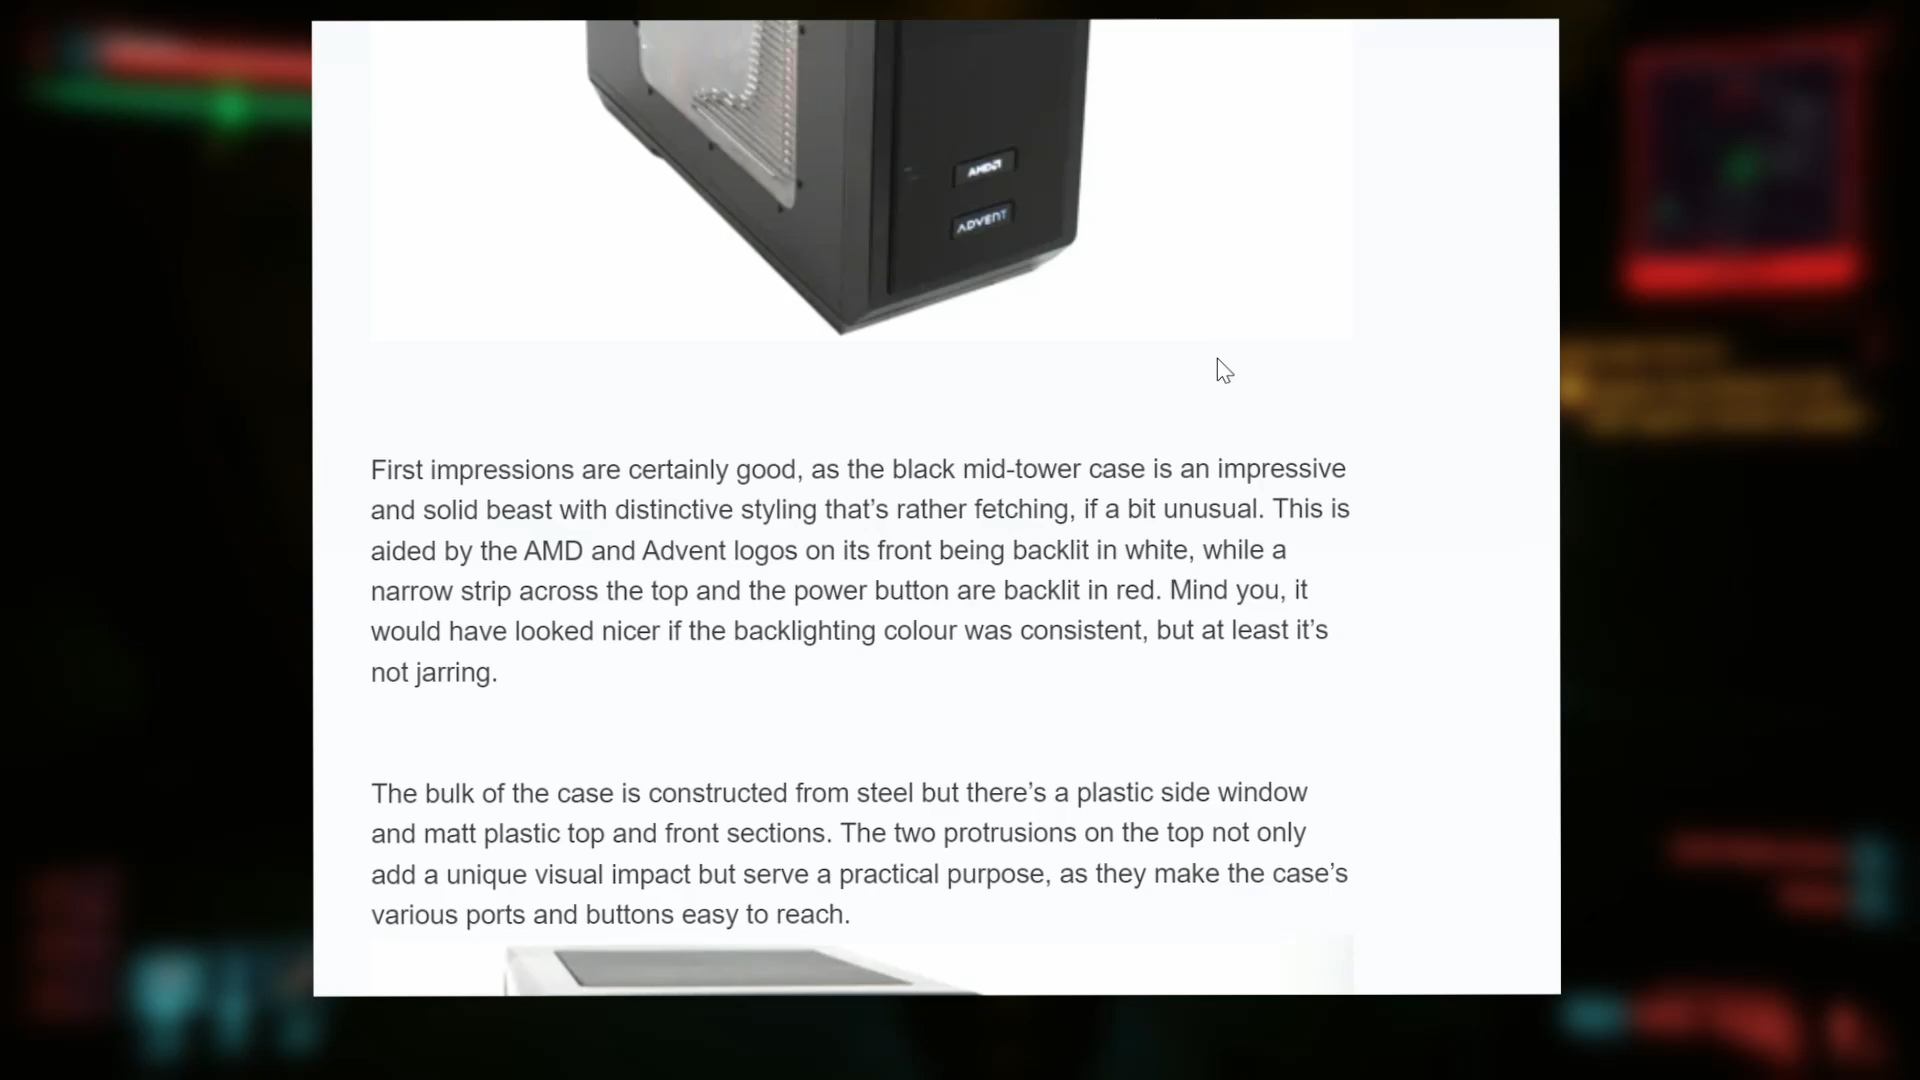 AMD
ADVENT
First impressions are certainly good, as the black mid-tower case is an impressive
and solid beast with distinctive styling that’s rather fetching, if a bit unusual. This is
aided by the AMD and Advent logos on its front being backlit in white, while a
narrow strip across the top and the power button are backlit in red. Mind you, it
would have looked nicer if the backlighting colour was consistent, but at least it’s
not jarring.
The bulk of the case is constructed from steel but there’s a plastic side window
and matt plastic top and front sections. The two protrusions on the top not only
add a unique visual impact but serve a practical purpose, as they make the case’s
various ports and buttons easy to reach.